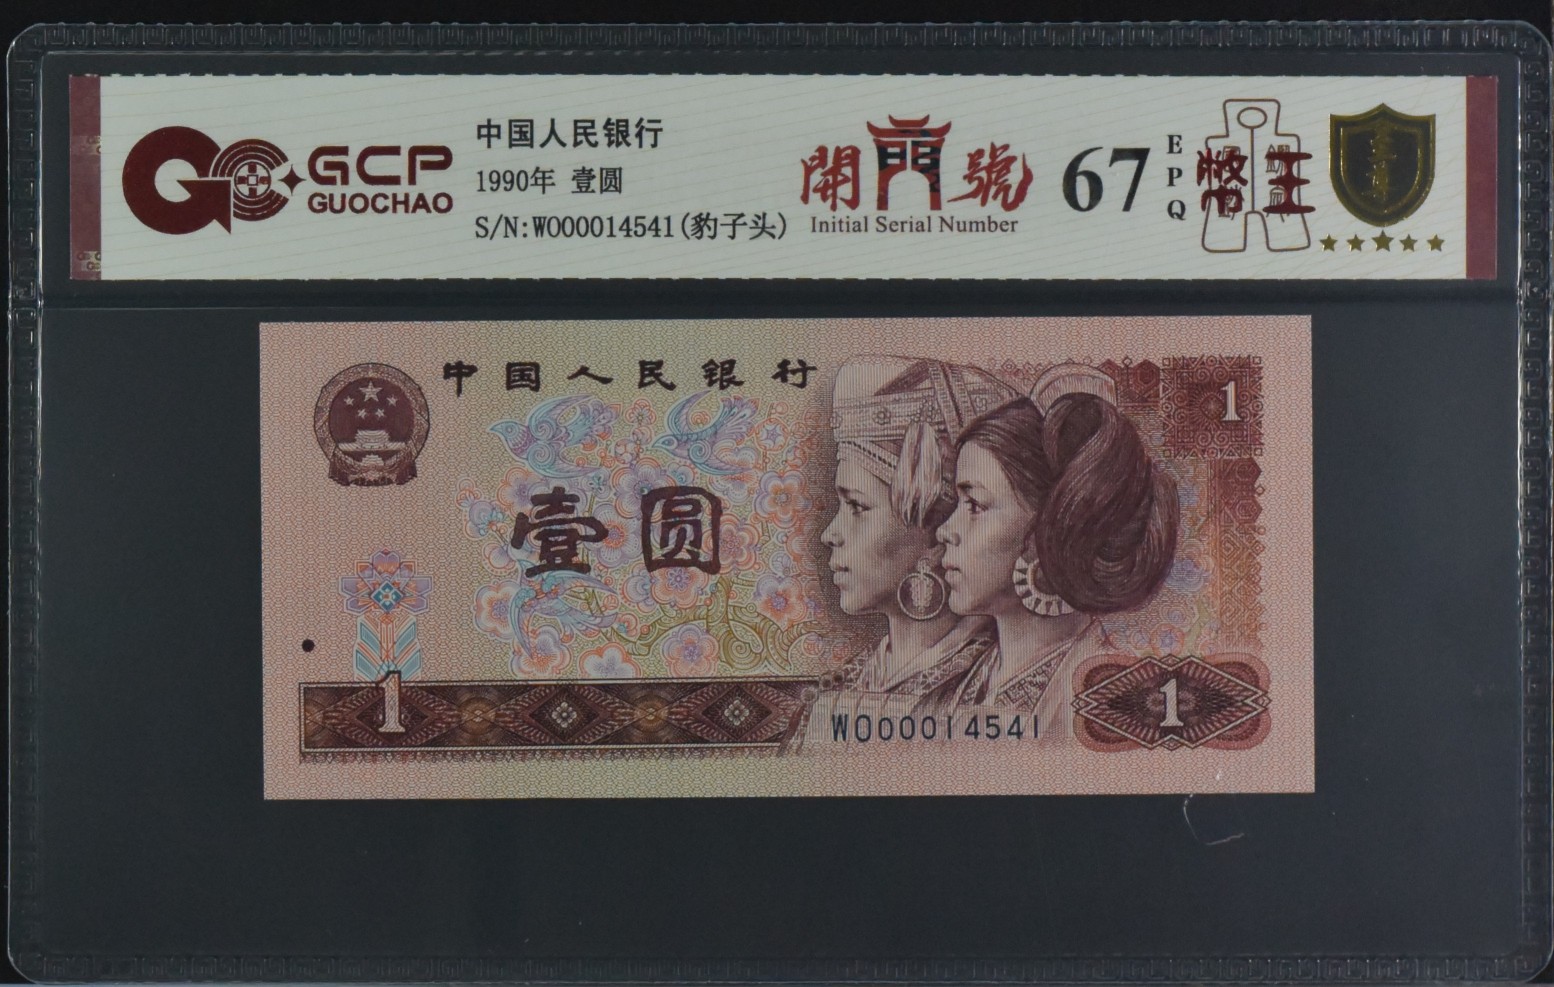 GCP
GUOCHAO
中国人民银行
1990年 壹圆
S/N:WO00014541(豹子头)
開門號
Initial Serial Number
67
EPQ
幣王
中国人民银行
1
壹圆
1
WO00014541
1